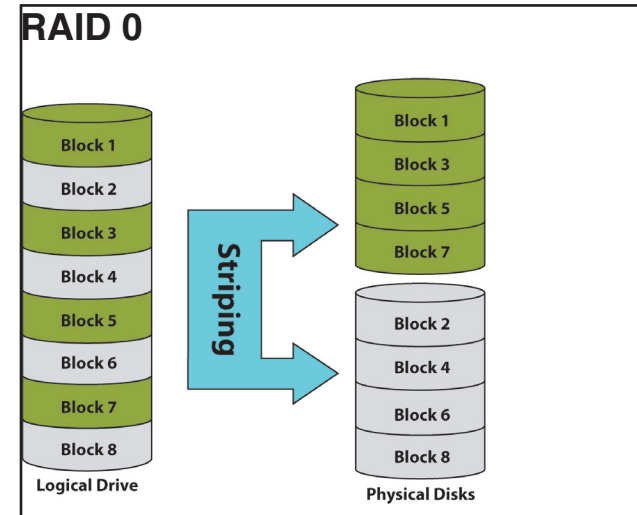 RAID 0
Block 1
Block 2
Block 3
Block 4
Block 5
Block 6
Block 7
Block 8
Logical Drive
Striping
Block 1
Block 3
Block 5
Block 7
Block 2
Block 4
Block 6
Block 8
Physical Disks